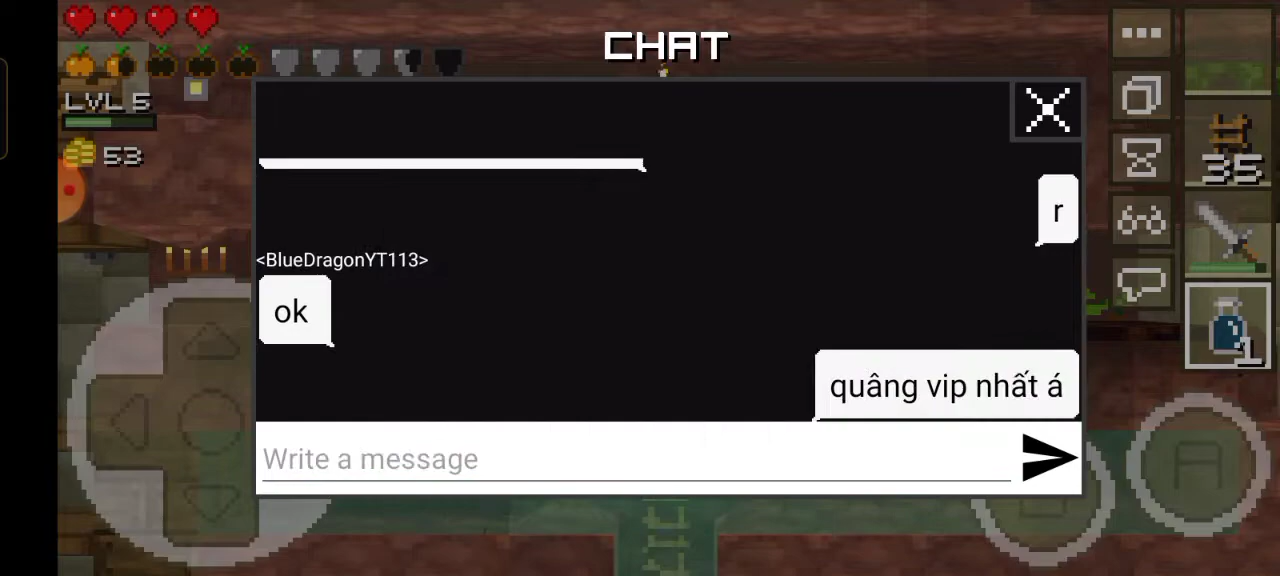 CHAT
LVL 5
53
35
r
<BlueDragonYT113>
ok
quâng vip nhất á
Write a message
1
A